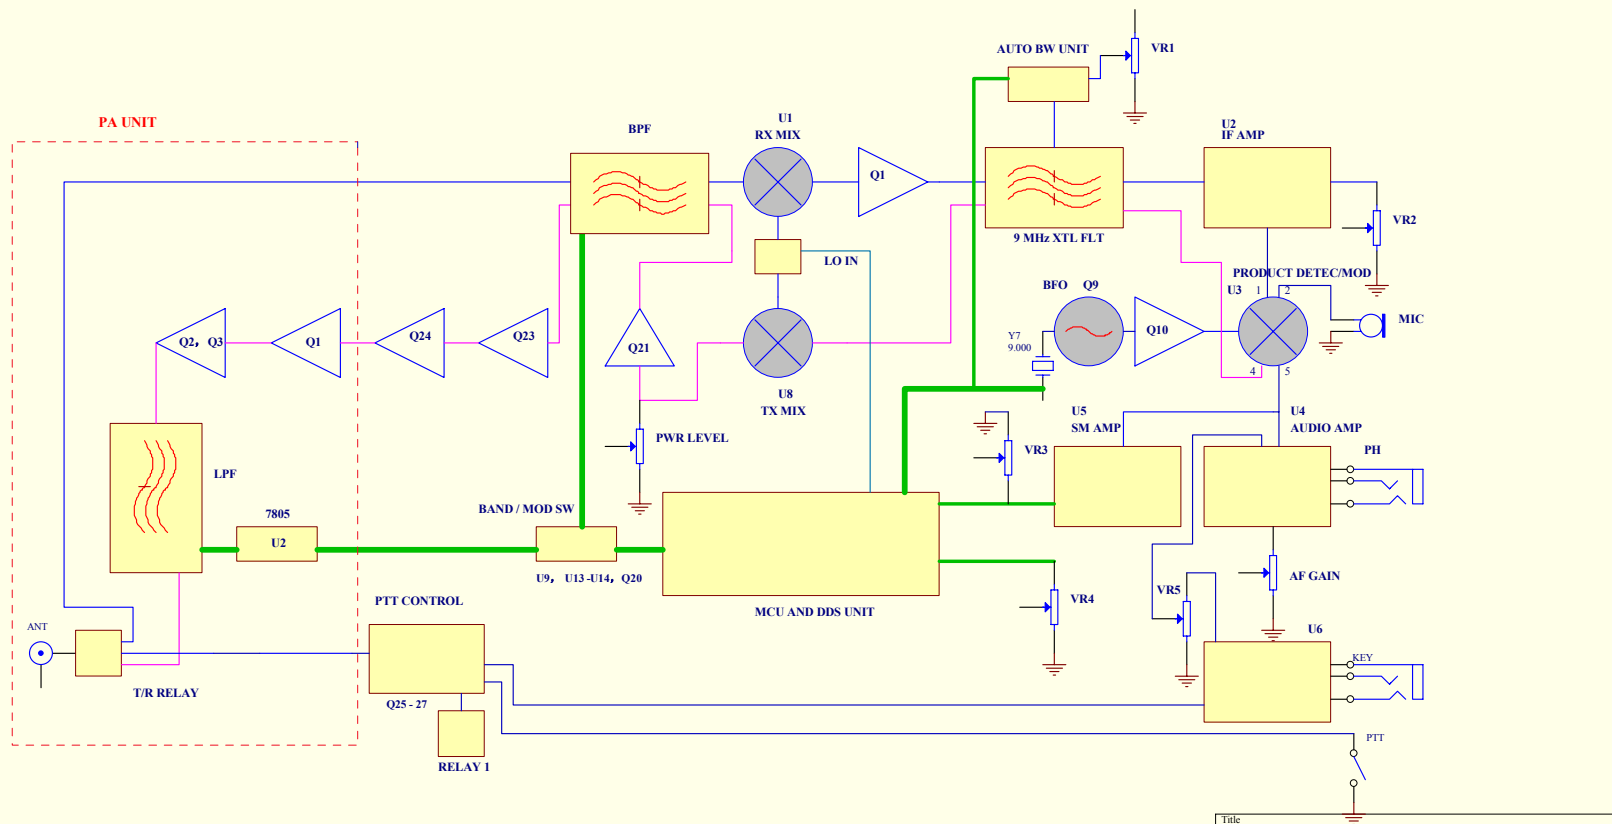 AUTO BW UNIT
VR1
PA UNIT
BPF
U1
RX MIX
U2
IF AMP
Q1
VR2
9 MHz XTL FLT
LO IN
PRODUCT DETEC/MOD
BFO Q9
U3
1
2
MIC
Q2, Q3
Q1
Q24
Q23
Q21
Y7
9.000
Q10
4
5
U8
TX MIX
PWR LEVEL
U5
SM AMP
U4
AUDIO AMP
VR3
PH
LPF
7805
U2
BAND / MOD SW
U9, U13-U14, Q20
AF GAIN
VR5
VR4
MCU AND DDS UNIT
PTT CONTROL
ANT
U6
KEY
T/R RELAY
Q25 - 27
PTT
RELAY 1
Title